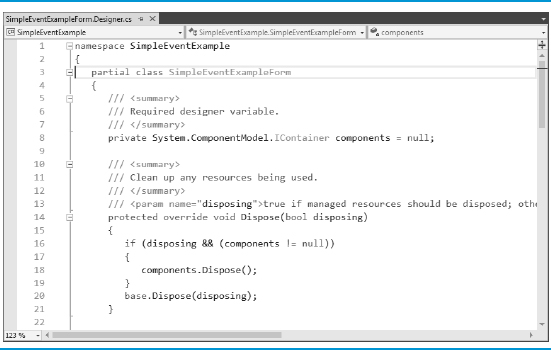 SimpleEventExampleForm.Designer.cs
SimpleEventExample SimpleEventExample.SimpleEventExampleForm components
1 namespace SimpleEventExample
2 {
3 partial class SimpleEventExampleForm
4 {
5 /// <summary>
6 /// Required designer variable.
7 /// </summary>
8 private System.ComponentModel.IContainer components = null;
9
10 /// <summary>
11 /// Clean up any resources being used.
12 /// </summary>
13 /// <param name="disposing">true if managed resources should be disposed; othe
14 protected override void Dispose(bool disposing)
15 {
16 if (disposing && (components != null))
17 {
18 components.Dispose();
19 }
20 base.Dispose(disposing);
21 }
22
123 %